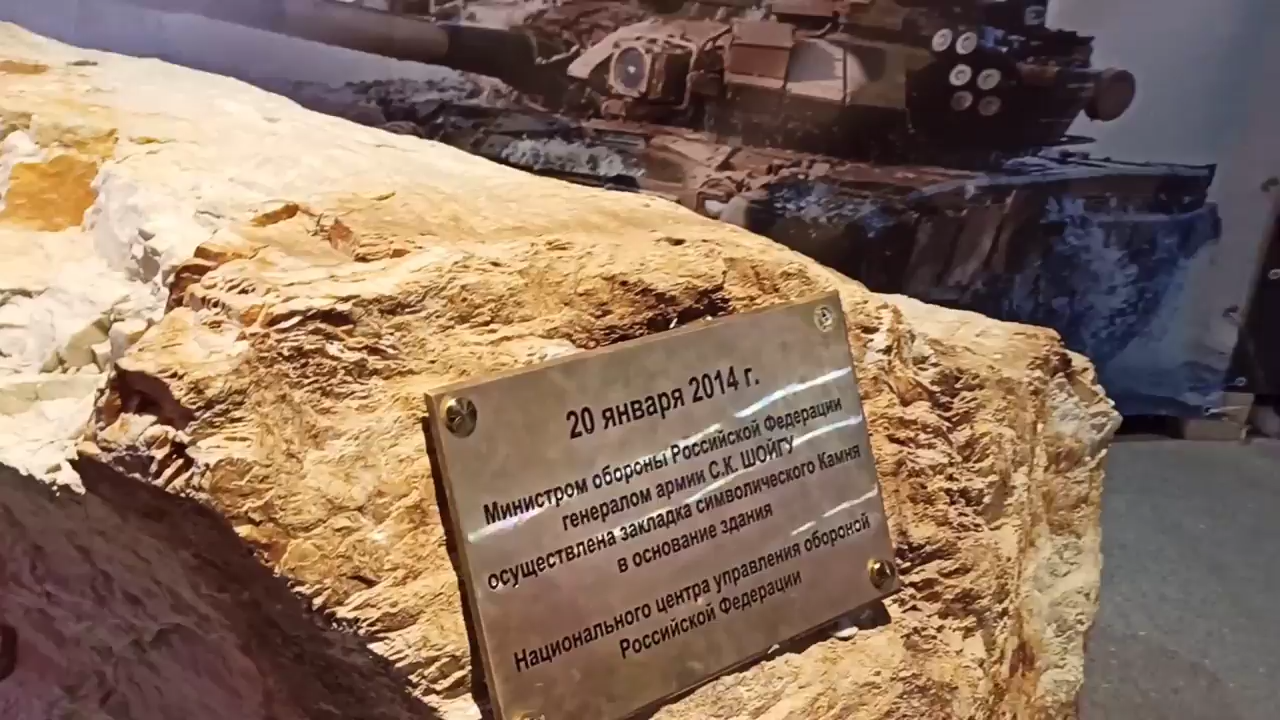 20 января 2014 г.
Министром обороны Российской Федерации
генералом армии С.К. ШОЙГУ
осуществлена закладка символического Камня
в основание здания
Национального центра управления обороной
Российской Федерации